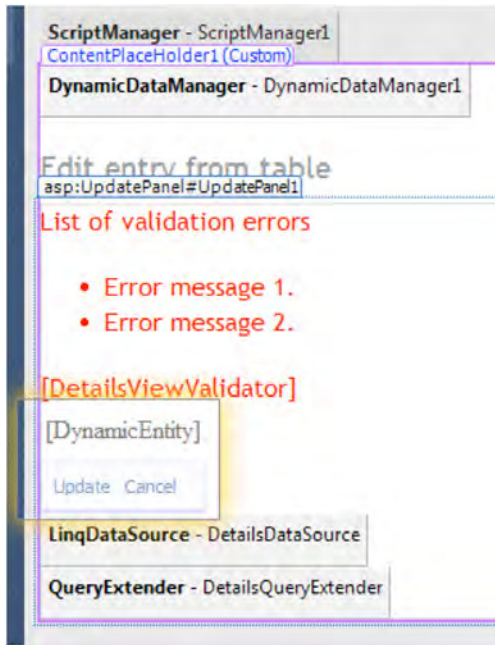 ScriptManager - ScriptManager1
ContentPlaceHolder1 (Custom)
DynamicDataManager - DynamicDataManager1
Edit entry from table
asp:UpdatePanel#UpdatePanel1
List of validation errors
• Error message 1.
• Error message 2.
[DetailsViewValidator]
[DynamicEntity]
Update Cancel
LinqDataSource - DetailsDataSource
QueryExtender - DetailsQueryExtender